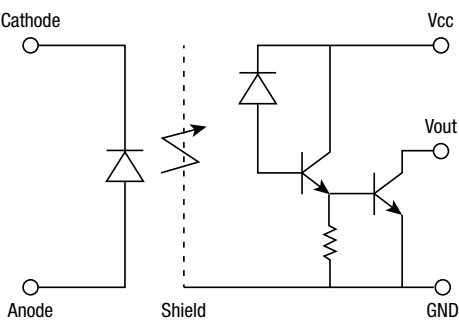 Cathode
Vcc
Vout
Anode
Shield
GND